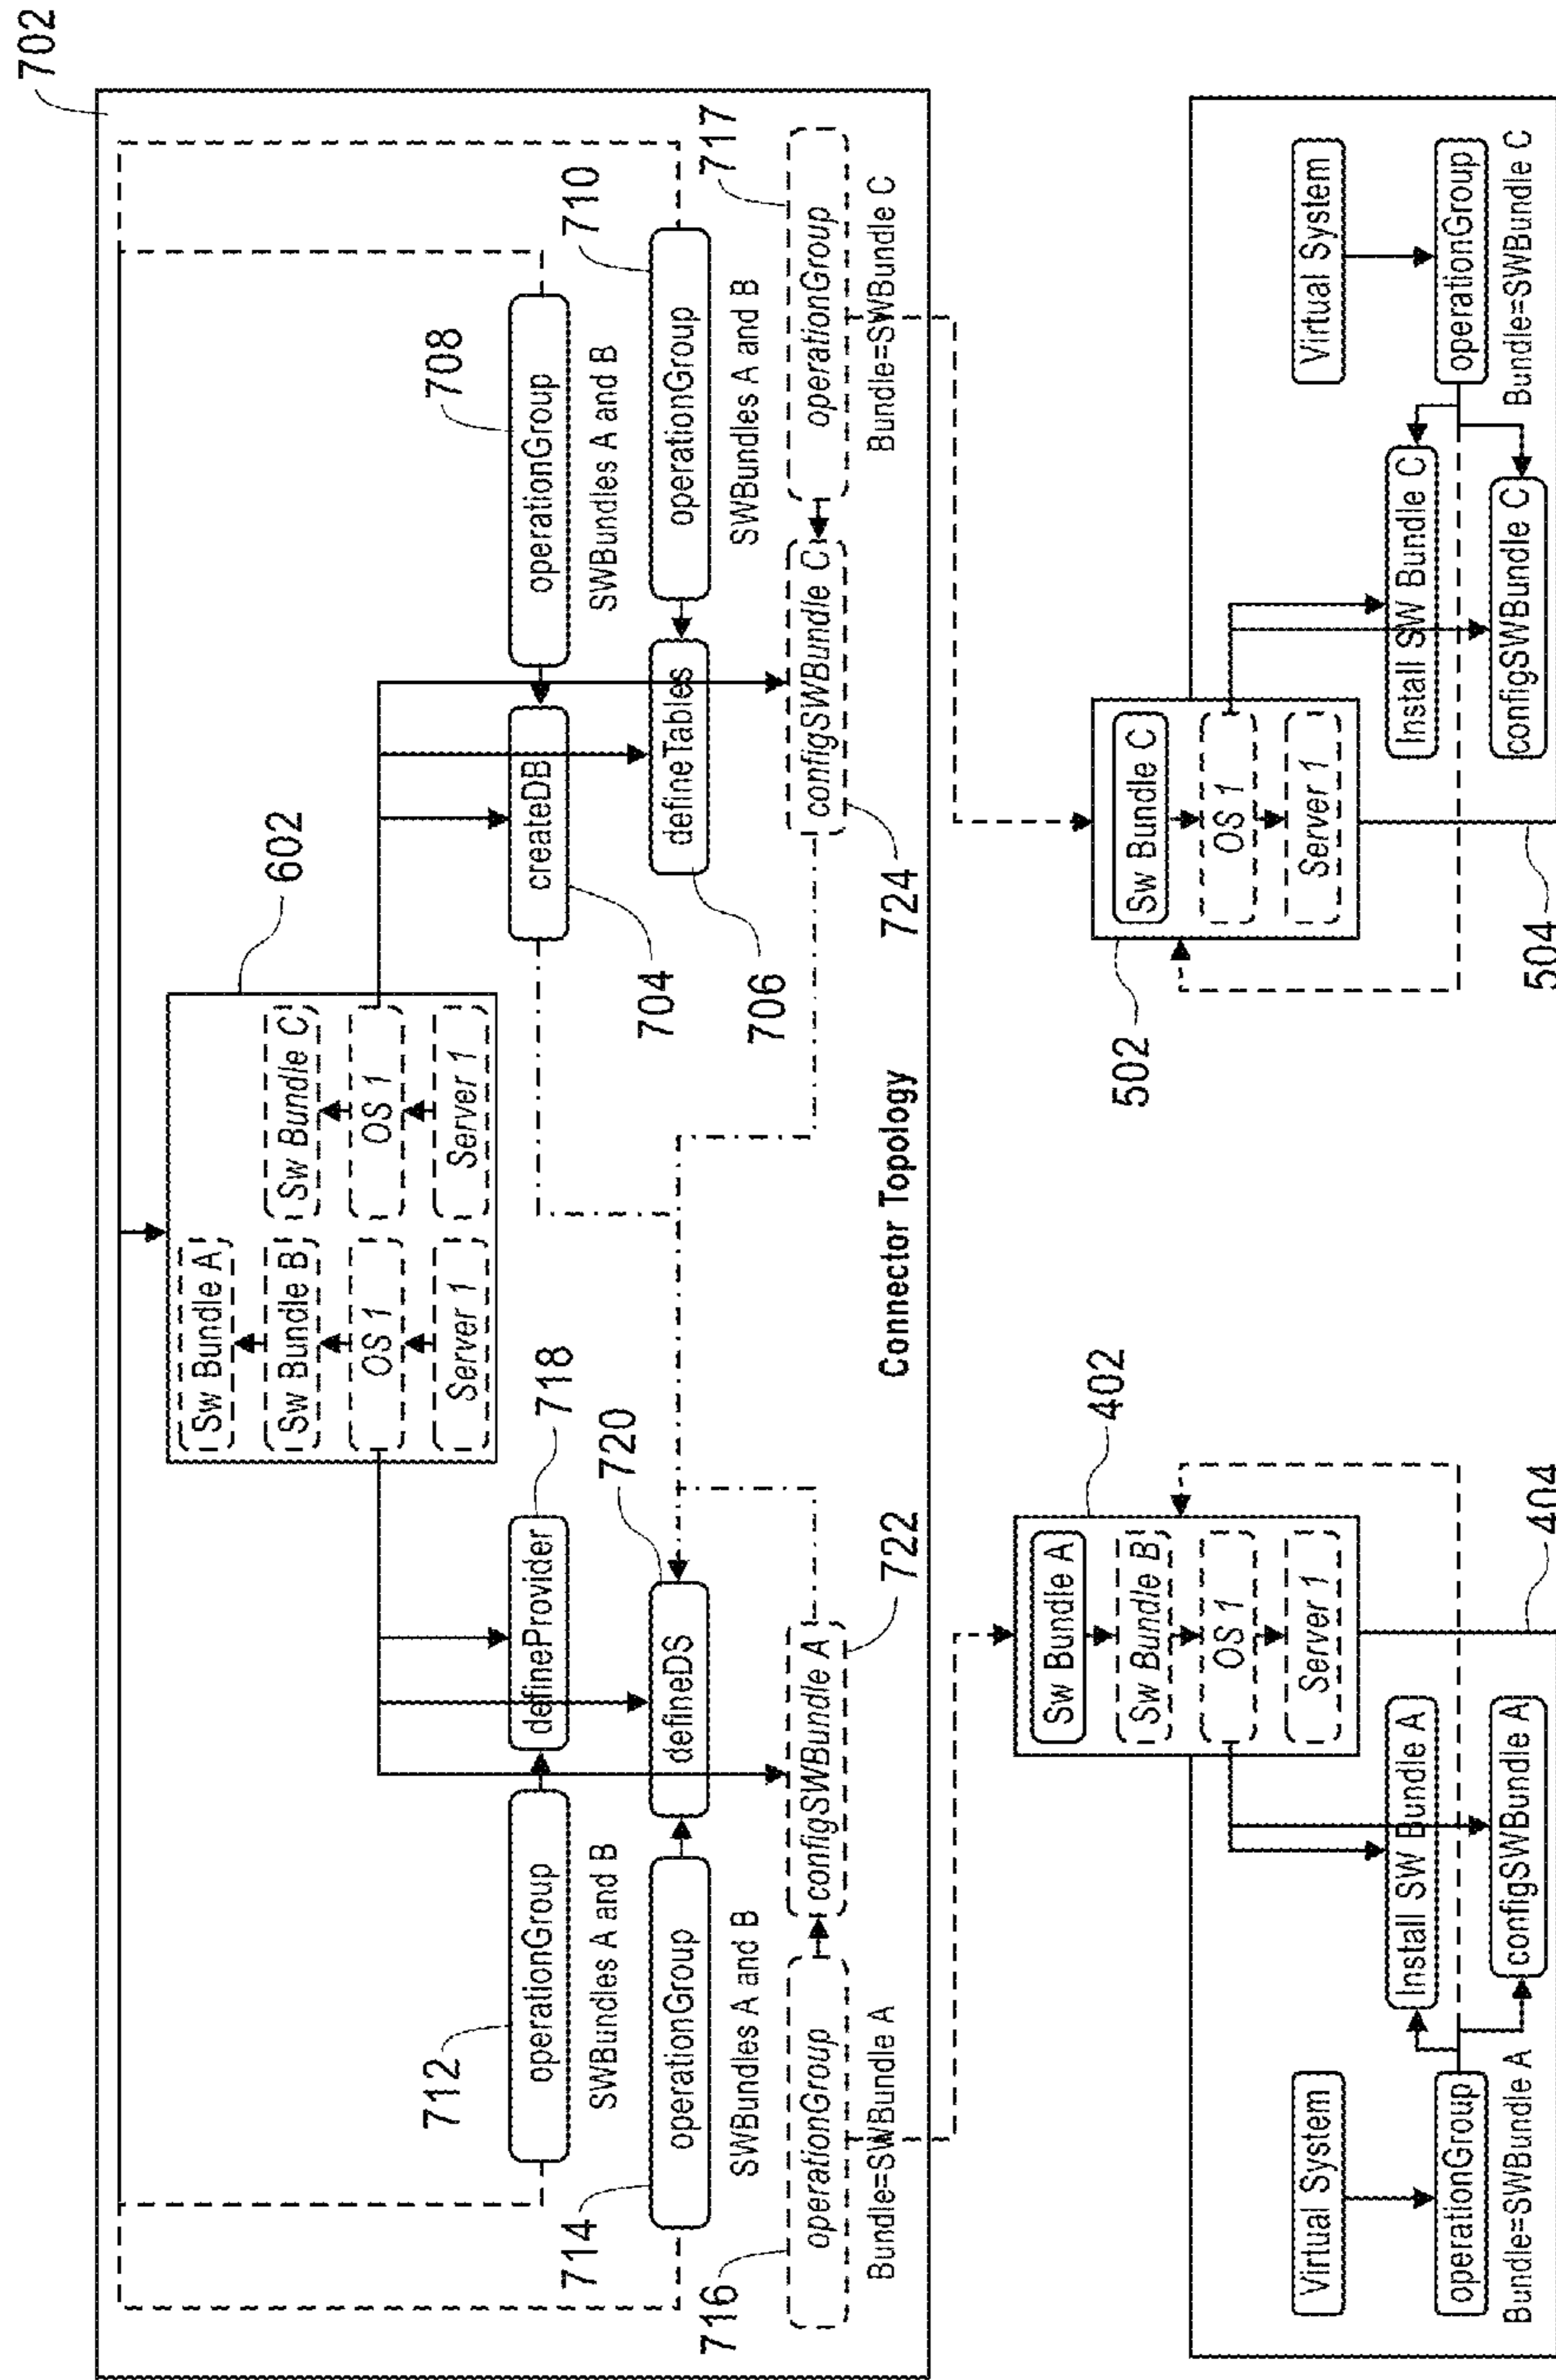 702
602
Sw Bundle A
Sw Bundle B
Sw Bundle C
OS 1
OS 1
Server 1
Server 1
712
operationGroup
SWBundles A and B
defineProvider
718
createDB
704
operationGroup
708
SWBundles A and B
714
operationGroup
SWBundles A and B
defineDS
720
defineTables
706
operationGroup
710
SWBundles A and B
716
operationGroup
Bundle=SWBundle A
configSWBundle A
722
configSWBundle C
724
operationGroup
717
Bundle=SWBundle C
Connector Topology
402
Sw Bundle A
Sw Bundle B
OS 1
Server 1
Virtual System
operationGroup
Bundle=SWBundle A
Install SW Bundle A
configSWBundle A
404
502
Sw Bundle C
OS 1
Server 1
Install SW Bundle C
configSWBundle C
Virtual System
operationGroup
Bundle=SWBundle C
504